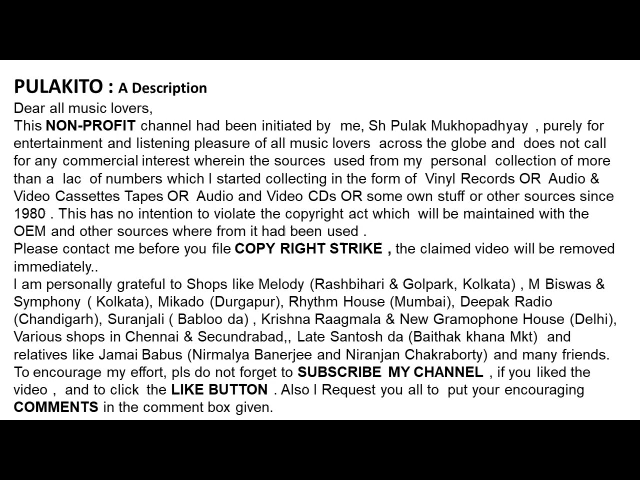 PULAKITO : A Description
Dear all music lovers,
This NON-PROFIT channel had been initiated by me, Sh Pulak Mukhopadhyay , purely for
entertainment and listening pleasure of all music lovers across the globe and does not call
for any commercial interest wherein the sources used from my personal collection of more
than a lac of numbers which I started collecting in the form of Vinyl Records OR Audio &
Video Cassettes Tapes OR Audio and Video CDs OR some own stuff or other sources since
1980 . This has no intention to violate the copyright act which will be maintained with the
OEM and other sources where from it had been used .
Please contact me before you file COPY RIGHT STRIKE , the claimed video will be removed
immediately..
I am personally grateful to Shops like Melody (Rashbihari & Golpark, Kolkata) , M Biswas &
Symphony ( Kolkata), Mikado (Durgapur), Rhythm House (Mumbai), Deepak Radio
(Chandigarh), Suranjali ( Babloo da) , Krishna Raagmala & New Gramophone House (Delhi),
Various shops in Chennai & Secundrabad,, Late Santosh da (Baithak khana Mkt) and
relatives like Jamai Babus (Nirmalya Banerjee and Niranjan Chakraborty) and many friends.
To encourage my effort, pls do not forget to SUBSCRIBE MY CHANNEL , if you liked the
video , and to click the LIKE BUTTON . Also I Request you all to put your encouraging
COMMENTS in the comment box given.